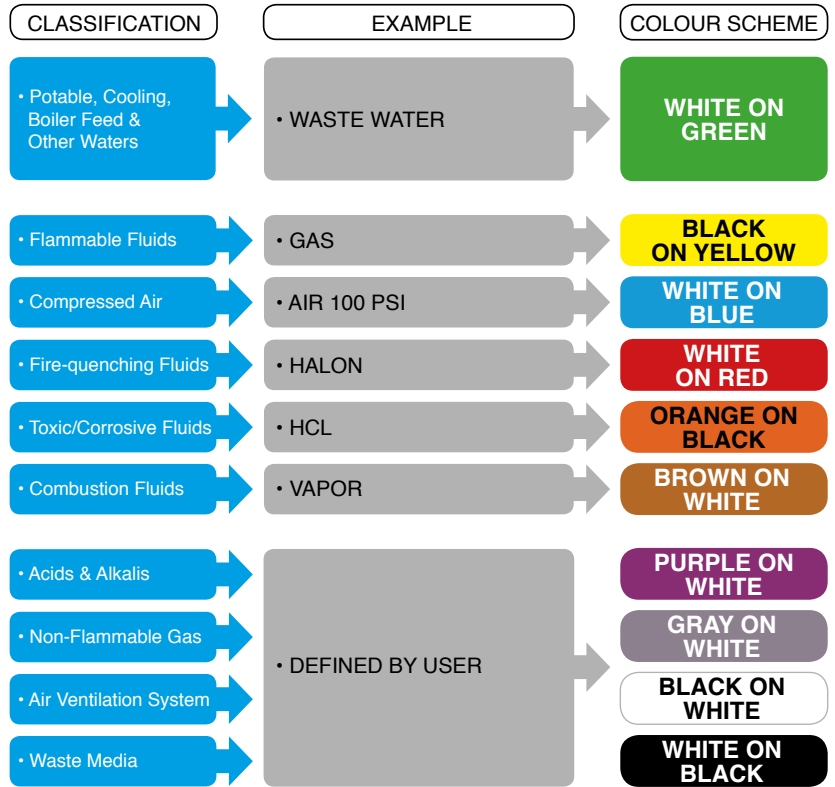 CLASSIFICATION
EXAMPLE
COLOUR SCHEME
• Potable, Cooling,
Boiler Feed &
Other Waters
• WASTE WATER
WHITE ON
GREEN
• Flammable Fluids
• GAS
BLACK
ON YELLOW
• Compressed Air
• AIR 100 PSI
WHITE ON
BLUE
• Fire-quenching Fluids
• HALON
WHITE
ON RED
• Toxic/Corrosive Fluids
• HCL
ORANGE ON
BLACK
• Combustion Fluids
• VAPOR
BROWN ON
WHITE
• Acids & Alkalis
PURPLE ON
WHITE
• Non-Flammable Gas
GRAY ON
WHITE
• DEFINED BY USER
• Air Ventilation System
BLACK ON
WHITE
• Waste Media
WHITE ON
BLACK